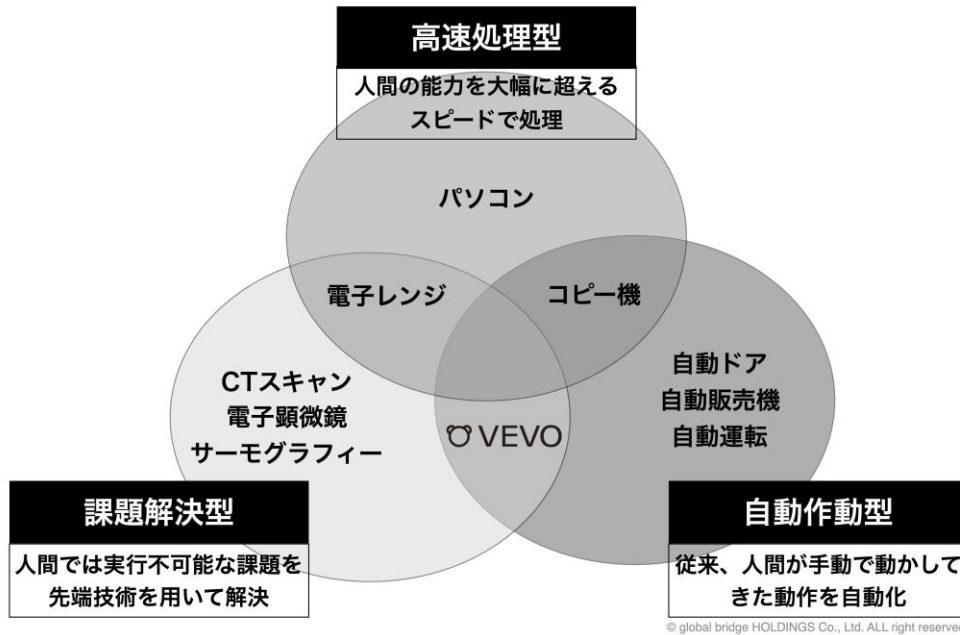 高速処理型
人間の能力を大幅に超える
スピードで処理
パソコン
電子レンジ
コピー機
CTスキャン
電子顕微鏡
サーモグラフィー
VEVO
自動ドア
自動販売機
自動運転
課題解決型
人間では実行不可能な課題を
先端技術を用いて解決
自動作動型
従来、人間が手動で動かして
きた動作を自動化
© global bridge HOLDINGS Co., Ltd. ALL right reserved